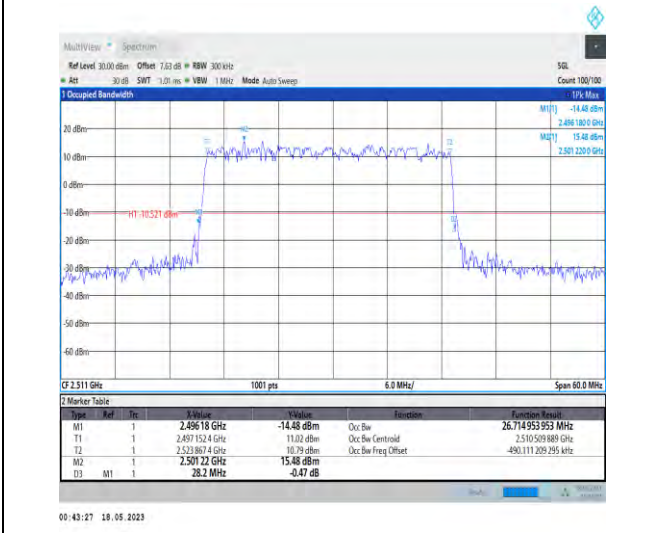 MultiView Spectrum
Ref Level 30.00 dBm Offset 7.63 dB RBW 300 kHz SGL
Att 30 dB SWT 1.01 ms VBW 1 MHz Mode Auto Sweep Count 100/100
1 Occupied Bandwidth 1Pk Max
M1[1] -14.48 dBm
2.496 180 0 GHz
M2[1] 15.48 dBm
2.501 220 0 GHz
20 dBm
10 dBm
0 dBm
-10 dBm
H1 -10.521 dBm
-20 dBm
-30 dBm
-40 dBm
-50 dBm
-60 dBm
CF 2.511 GHz 1001 pts 6.0 MHz/ Span 60.0 MHz
2 Marker Table
Type Ref Trc X-Value Y-Value Function Function Result
M1 1 2.49618 GHz -14.48 dBm Occ Bw 26.714 953 953 MHz
T1 1 2.497 152 4 GHz 11.02 dBm Occ Bw Centroid 2.510 509 889 GHz
T2 1 2.523 867 4 GHz 10.79 dBm Occ Bw Freq Offset -490.111 209 295 kHz
M2 1 2.501 22 GHz 15.48 dBm
D3 M1 1 28.2 MHz -0.47 dB
00:43:27 18.05.2023